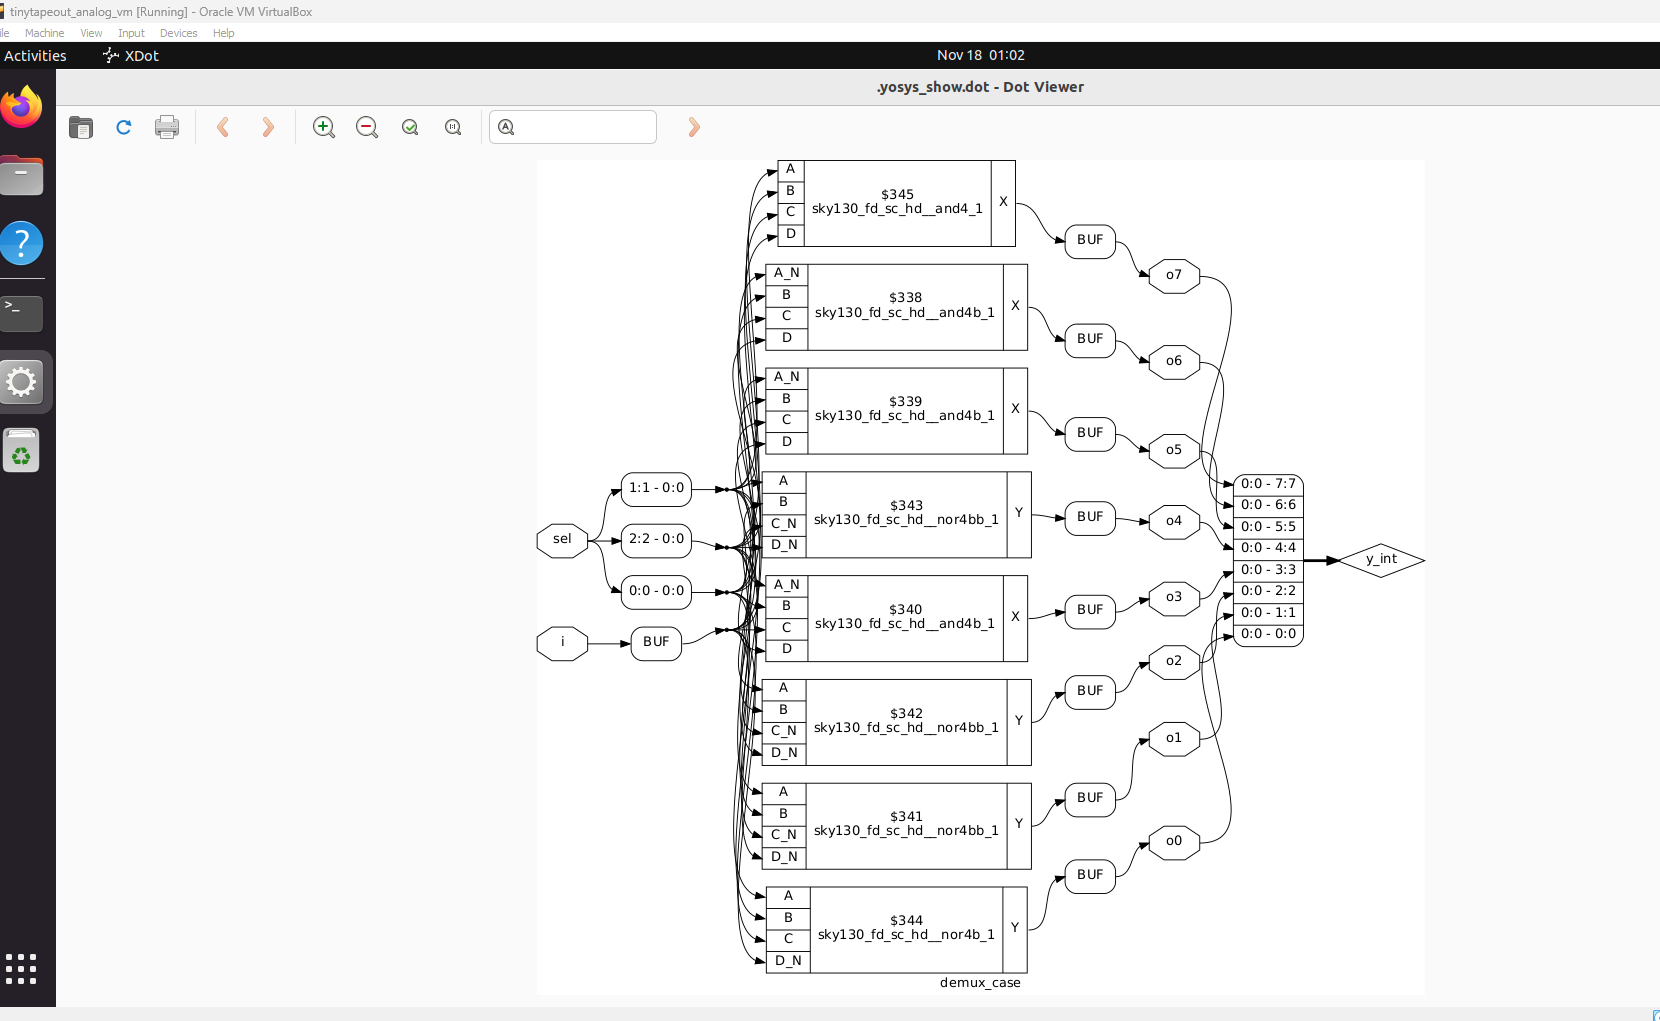 tinytapeout_analog_vm [Running] - Oracle VM VirtualBox
ile Machine View Input Devices Help
Activities XDot Nov 18 01:02
.yosys_show.dot - Dot Viewer
A
B
C
D
$345
sky130_fd_sc_hd__and4_1
X
BUF
o7
A_N
B
C
D
$338
sky130_fd_sc_hd__and4b_1
X
BUF
o6
A_N
B
C
D
$339
sky130_fd_sc_hd__and4b_1
X
BUF
o5
A
B
C_N
D_N
$343
sky130_fd_sc_hd__nor4bb_1
Y
BUF
o4
A_N
B
C
D
$340
sky130_fd_sc_hd__and4b_1
X
BUF
o3
A
B
C_N
D_N
$342
sky130_fd_sc_hd__nor4bb_1
Y
BUF
o2
A
B
C_N
D_N
$341
sky130_fd_sc_hd__nor4bb_1
Y
BUF
o1
A
B
C
D_N
$344
sky130_fd_sc_hd__nor4b_1
Y
BUF
o0
sel
1:1 - 0:0
2:2 - 0:0
0:0 - 0:0
i
BUF
0:0 - 7:7
0:0 - 6:6
0:0 - 5:5
0:0 - 4:4
0:0 - 3:3
0:0 - 2:2
0:0 - 1:1
0:0 - 0:0
y_int
demux_case